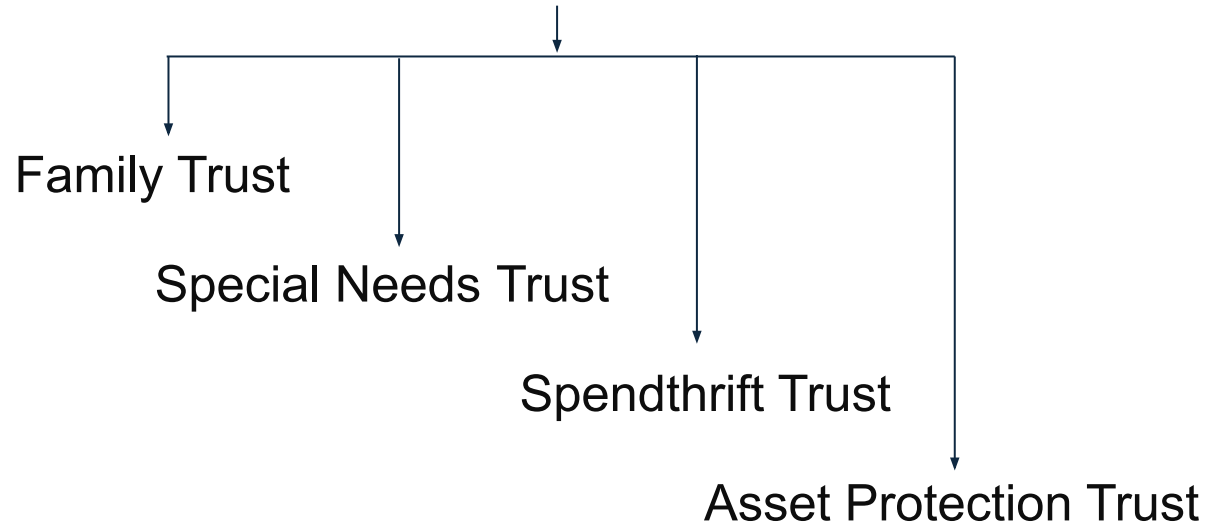 Family Trust
Special Needs Trust
Spendthrift Trust
Asset Protection Trust